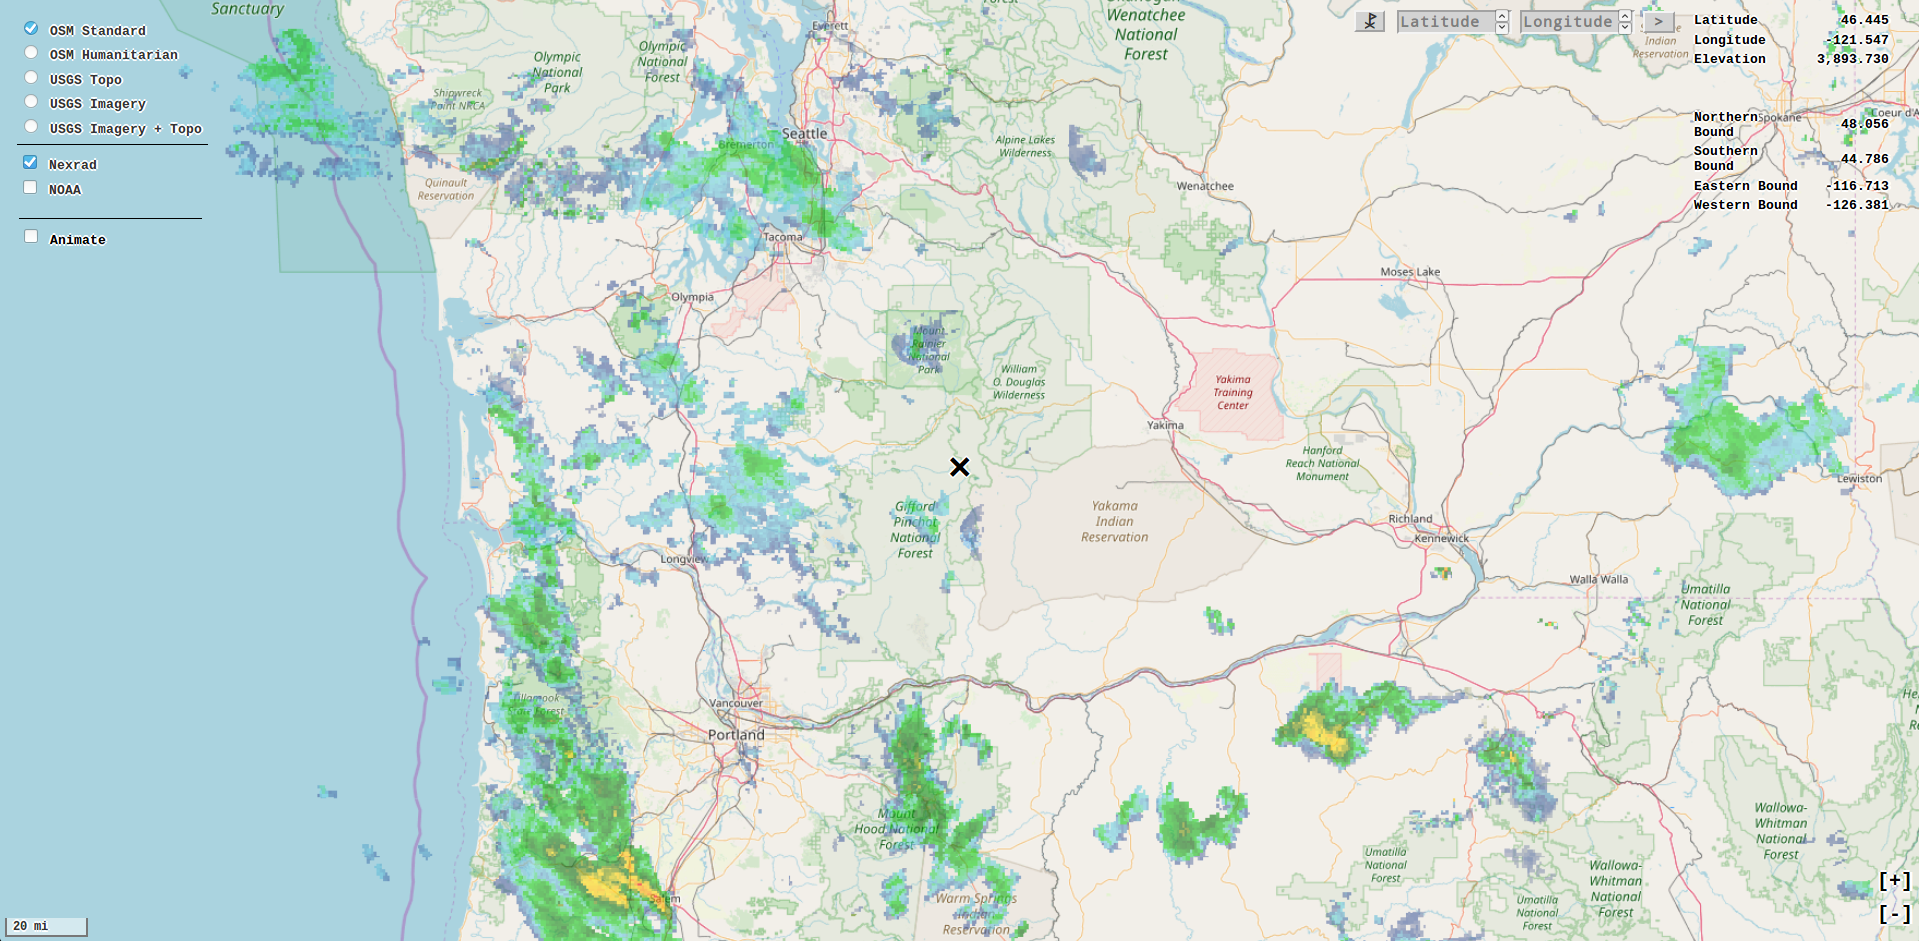 OSM Standard
OSM Humanitarian
USGS Topo
USGS Imagery
USGS Imagery + Topo
Nexrad
NOAA
Animate
Latitude
Longitude
>
Latitude 46.445
Longitude -121.547
Elevation 3,893.730
Northern
Bound 48.056
Southern
Bound 44.786
Eastern Bound -116.713
Western Bound -126.381
Sanctuary
Everett
Forest
Wenatchee
National
Forest
Indian
Reservation
Olympic
National
Park
Olympic
National
Forest
Shipwreck
Point NRCA
Seattle
Bremerton
Alpine Lakes
Wilderness
Spokane
Coeur d'A
Quinault
Reservation
Wenatchee
Tacoma
Moses Lake
Olympia
Mount
Rainier
National
Park
William
O. Douglas
Wilderness
Yakima
Training
Center
Yakima
Hanford
Reach National
Monument
Lewiston
Gifford
Pinchot
National
Forest
Yakama
Indian
Reservation
Richland
Kennewick
Longview
Walla Walla
Umatilla
National
Forest
Tillamook
State Forest
Vancouver
Portland
Mount
Hood National
Forest
Wallowa-
Whitman
National
Forest
Umatilla
National
Forest
Wallowa-
Whitman
National
Forest
Umatilla
National
Forest
Salem
Warm Springs
Indian
Reservation
[+]
[-]
20 mi